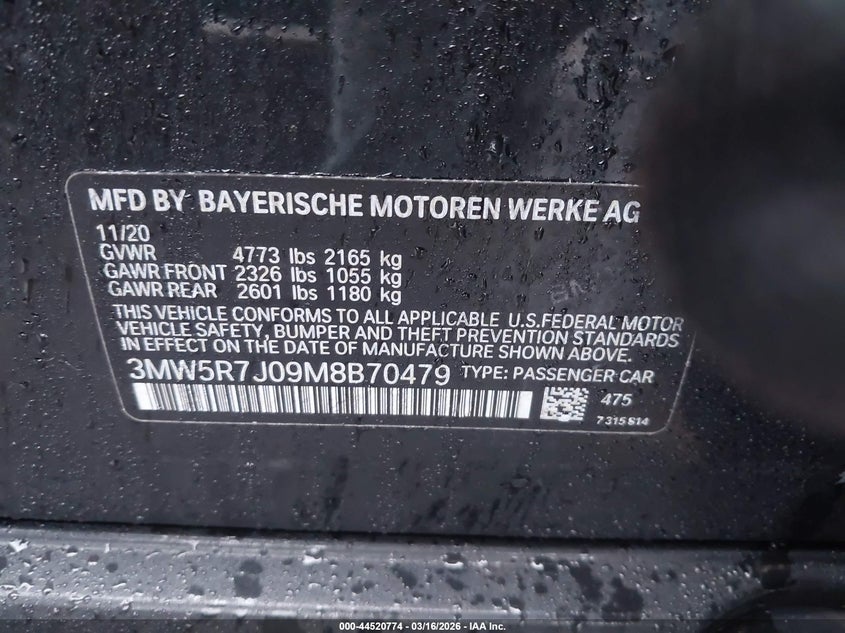 MFD BY BAYERISCHE MOTOREN WERKE AG
11/20
GVWR 4773 lbs 2165 kg
GAWR FRONT 2326 lbs 1055 kg
GAWR REAR 2601 lbs 1180 kg
THIS VEHICLE CONFORMS TO ALL APPLICABLE U.S.FEDERAL MOTOR
VEHICLE SAFETY, BUMPER AND THEFT PREVENTION STANDARDS
IN EFFECT ON THE DATE OF MANUFACTURE SHOWN ABOVE.
3MW5R7J09M8B70479 TYPE: PASSENGER CAR
475
7315814
000-44520774 - 03/16/2026 - IAA Inc.